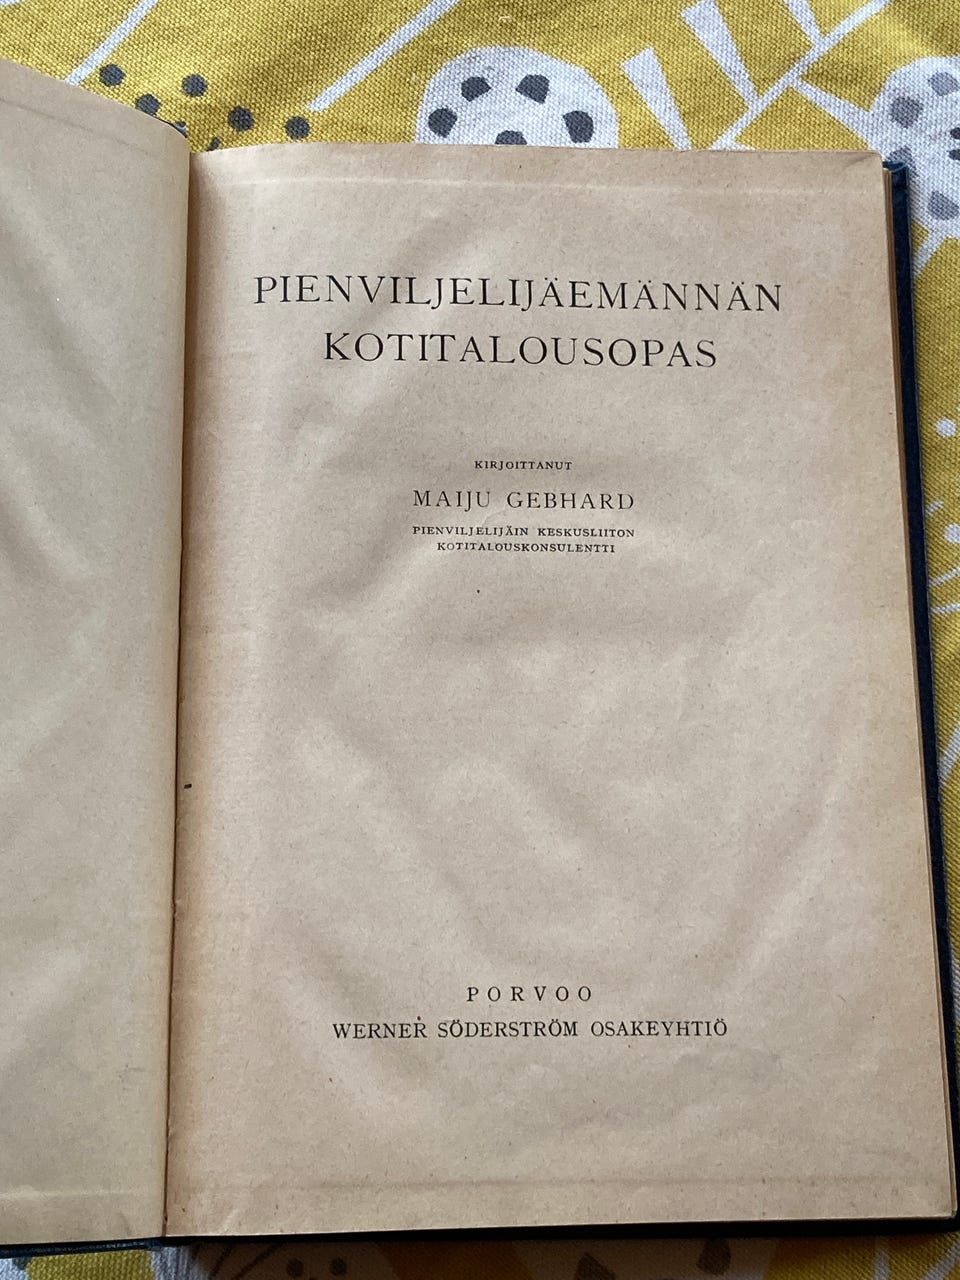 PIENVILJELIJÄEMÄNNÄN
KOTITALOUSOPAS
KIRJOITTANUT
MAIJU GEBHARD
PIENVILJELIJÄIN KESKUSLIITON
KOTITALOUSKONSULENTTI
PORVOO
WERNER SÖDERSTRÖM OSAKEYHTIÖ